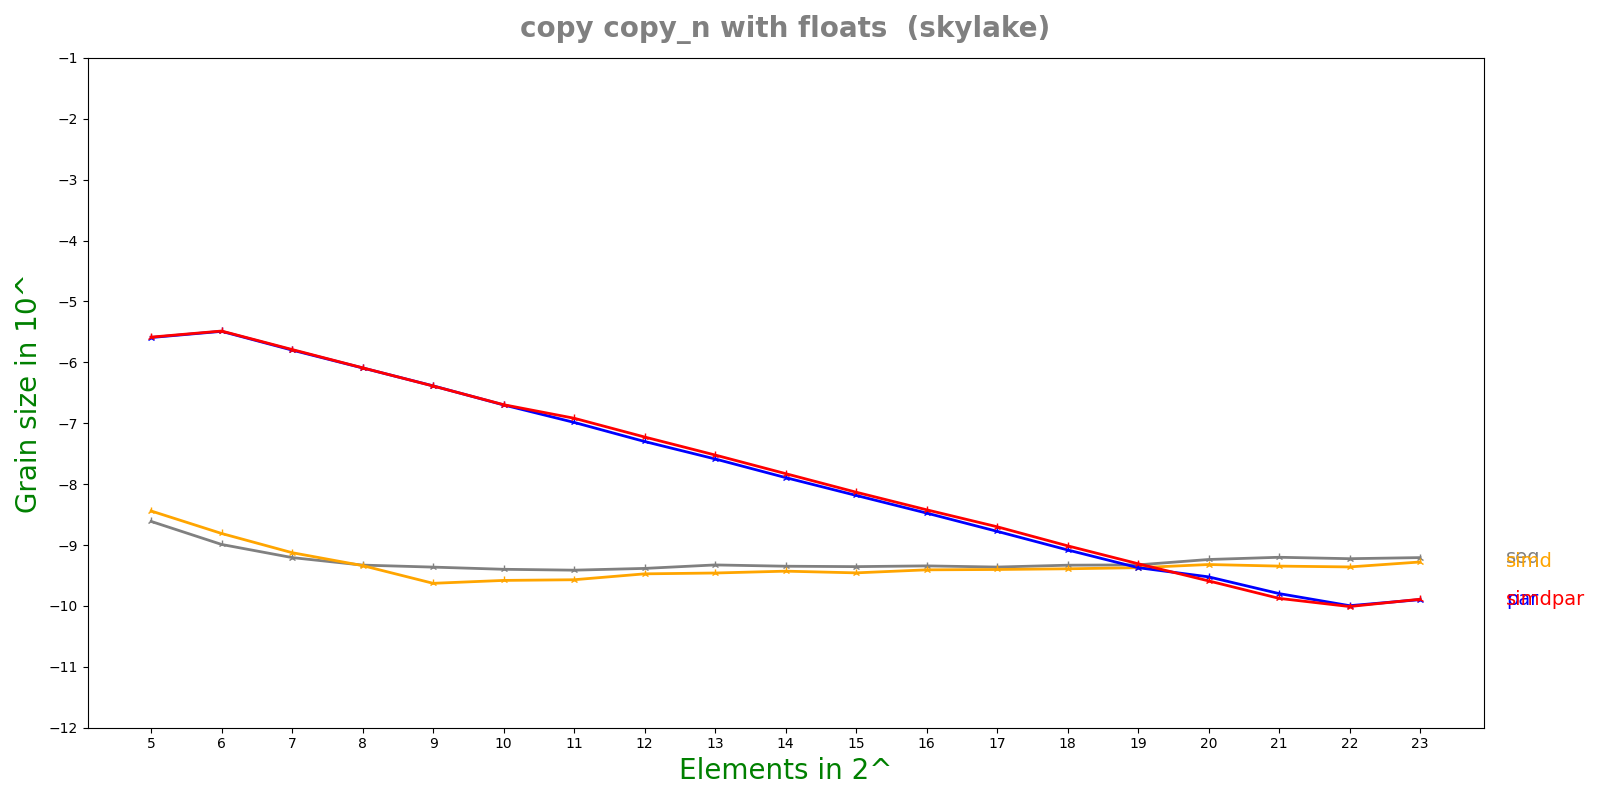 copy copy_n with floats (skylake)
Grain size in 10^
−1
−2
−3
−4
−5
−6
−7
−8
−9
−10
−11
−12
5 6 7 8 9 10 11 12 13 14 15 16 17 18 19 20 21 22 23
Elements in 2^
seq
simd
par
simdpar